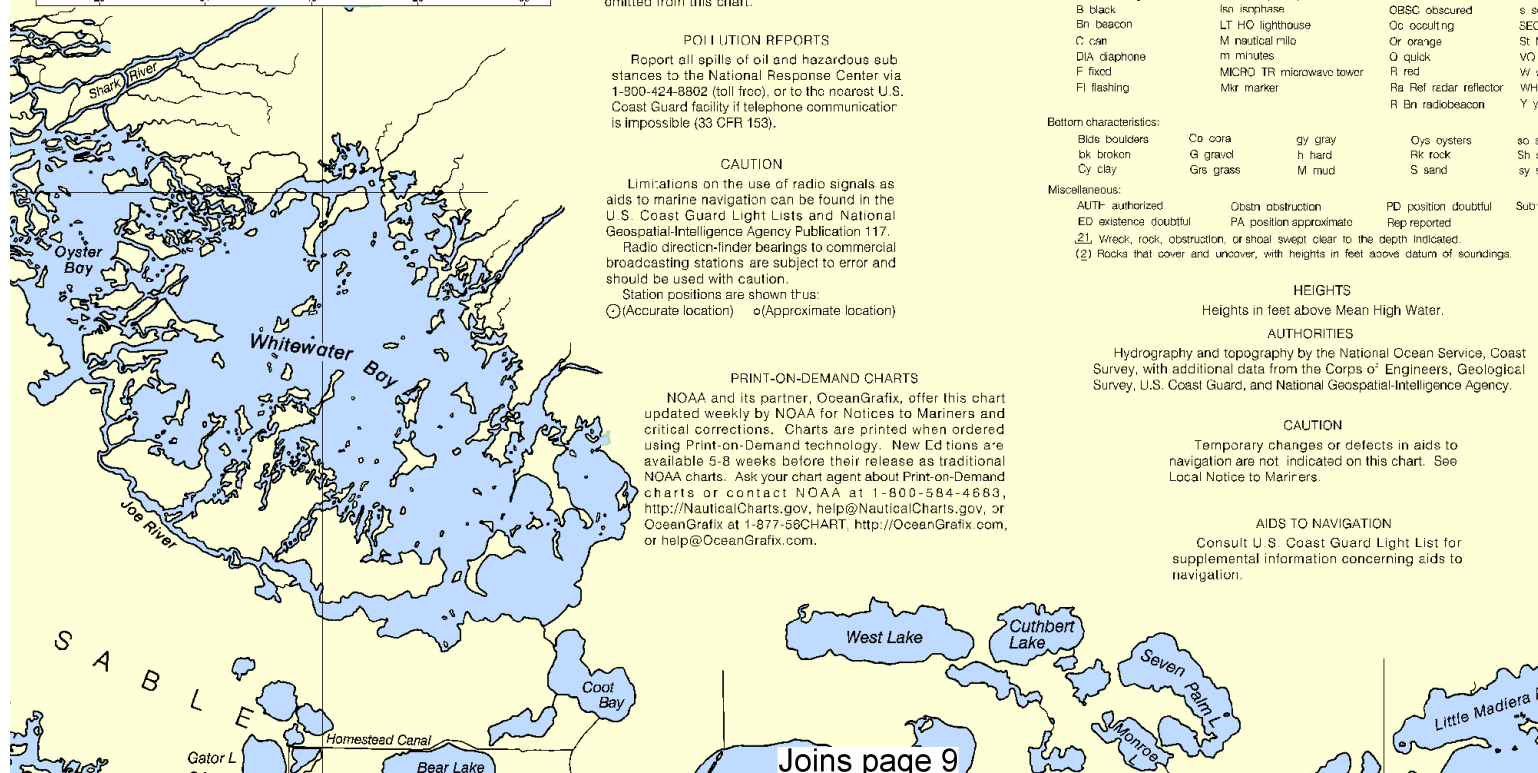 omitted from this chart.
POLLUTION REPORTS
Report all spills of oil and hazardous sub
stances to the National Response Center via
1-800-424-8802 (toll free), or to the nearest U.S.
Coast Guard facility if telephone communication
is impossible (33 CFR 153).
CAUTION
Limitations on the use of radio signals as
aids to marine navigation can be found in the
U.S. Coast Guard Light Lists and National
Geospatial-Intelligence Agency Publication 117.
Radio direction-finder bearings to commercial
broadcasting stations are subject to error and
should be used with caution.
Station positions are shown thus:
(Accurate location) o(Approximate location)
PRINT-ON-DEMAND CHARTS
NOAA and its partner, OceanGrafix, offer this chart
updated weekly by NOAA for Notices to Mariners and
critical corrections. Charts are printed when ordered
using Print-on-Demand technology. New Editions are
available 5-8 weeks before their release as traditional
NOAA charts. Ask your chart agent about Print-on-Demand
charts or contact NOAA at 1-800-584-4683,
http://NauticalCharts.gov, help@NauticalCharts.gov, or
OceanGrafix at 1-877-56CHART, http://OceanGrafix.com,
or help@OceanGrafix.com.
B black Iso isophase OBSC obscured
Bn beacon LT HO lighthouse Oc occulting
C can M nautical mile Or orange
DIA diaphone m minutes Q quick VQ
F fixed MICRO TR microwave tower R red W
Fl flashing Mkr marker Ra Ref radar reflector WH
R Bn radiobeacon Y y
Bottom characteristics:
Blds boulders Co coral gy gray Oys oysters so s
bk broken G gravel h hard Rk rock Sh s
Cy clay Grs grass M mud S sand sy s
Miscellaneous:
AUTH authorized Obstn obstruction PD position doubtful Sub
ED existence doubtful PA position approximate Rep reported
21, Wreck, rock, obstruction, or shoal swept clear to the depth indicated.
(2) Rocks that cover and uncover, with heights in feet above datum of soundings.
HEIGHTS
Heights in feet above Mean High Water.
AUTHORITIES
Hydrography and topography by the National Ocean Service, Coast
Survey, with additional data from the Corps of Engineers, Geological
Survey, U.S. Coast Guard, and National Geospatial-Intelligence Agency.
CAUTION
Temporary changes or defects in aids to
navigation are not indicated on this chart. See
Local Notice to Mariners.
AIDS TO NAVIGATION
Consult U.S. Coast Guard Light List for
supplemental information concerning aids to
navigation.
Shark River
Oyster
Bay
Whitewater Bay
Joe River
SABLE
Gator L
Homestead Canal
Bear Lake
Coot
Bay
West Lake
Cuthbert
Lake
Seven Palm L
Monroe
L
Little Madiera
Joins page 9